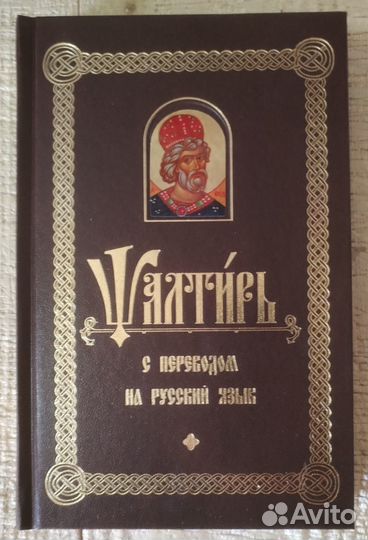 Ѱалти́рь
с переводом
на русский язык
Avito